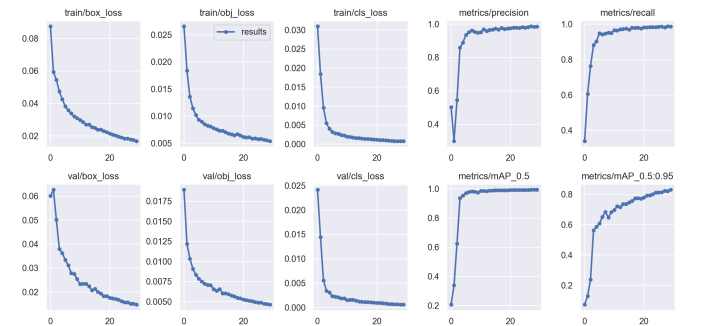 train/box_loss train/obj_loss train/cls_loss metrics/precision metrics/recall
results
0.08 0.06 0.04 0.02
0.025 0.020 0.015 0.010 0.005
0.030 0.025 0.020 0.015 0.010 0.005 0.000
1.0 0.8 0.6 0.4
1.0 0.8 0.6 0.4
0 20 0 20 0 20 0 20 0 20
val/box_loss val/obj_loss val/cls_loss metrics/mAP_0.5 metrics/mAP_0.5:0.95
0.06 0.05 0.04 0.03 0.02
0.0175 0.0150 0.0125 0.0100 0.0075 0.0050
0.025 0.020 0.015 0.010 0.005 0.000
1.0 0.8 0.6 0.4 0.2
0.8 0.6 0.4 0.2
0 20 0 20 0 20 0 20 0 20